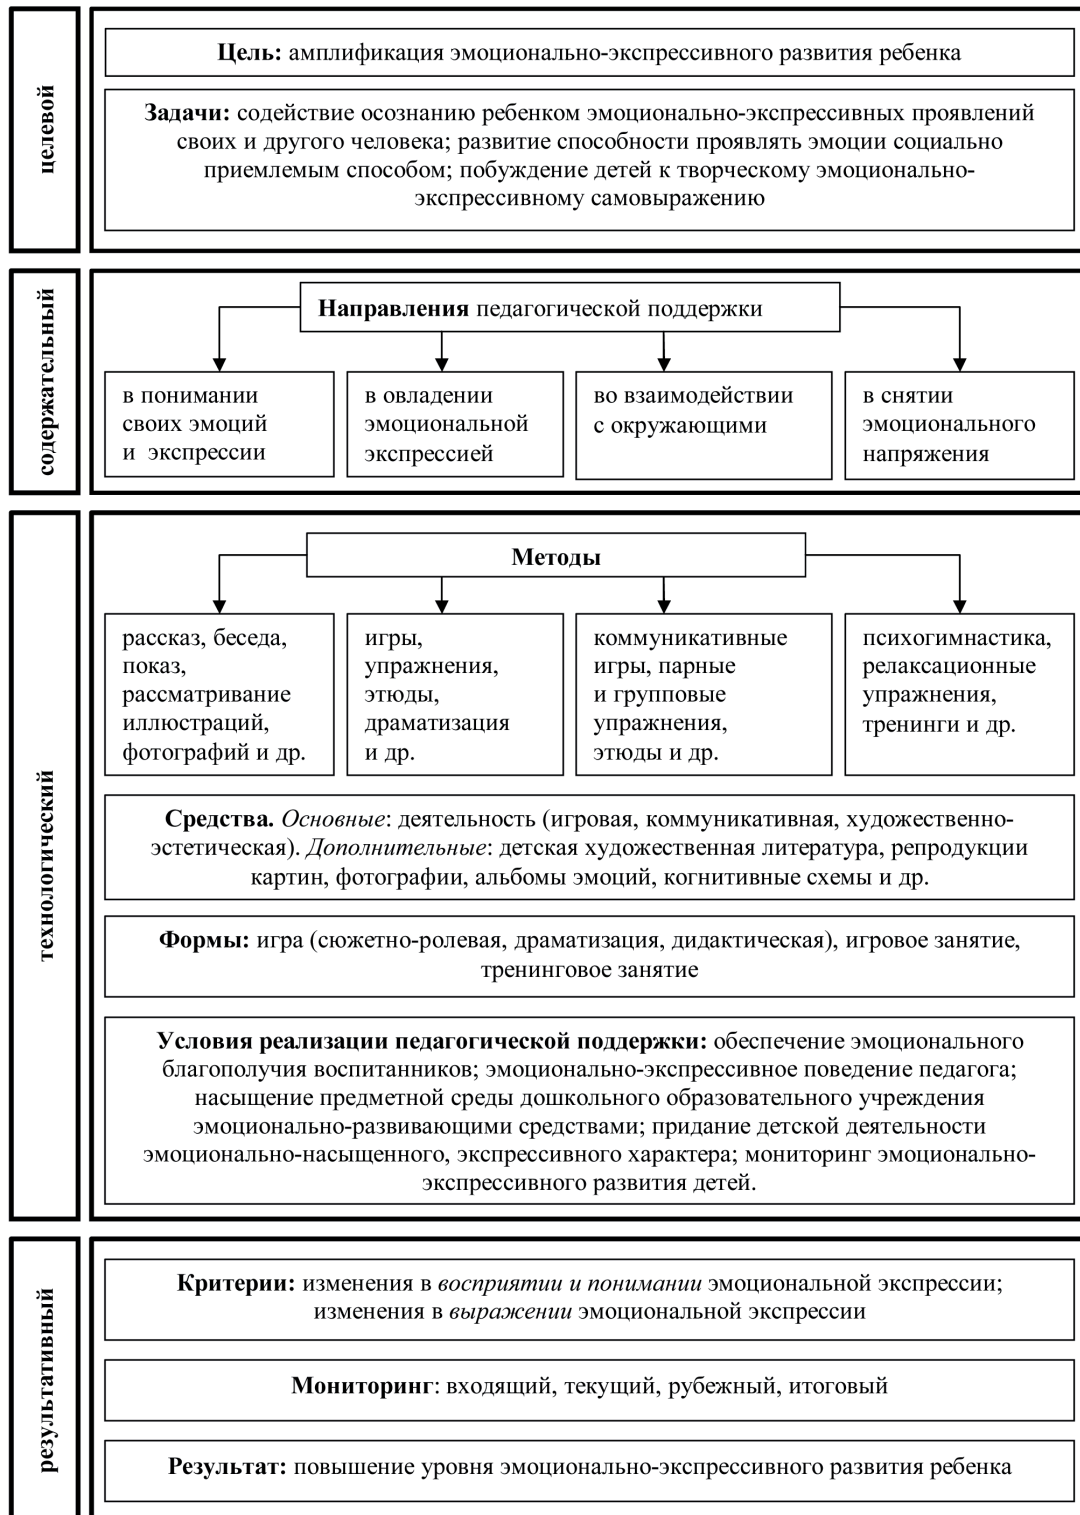 целевой
Цель: амплификация эмоционально-экспрессивного развития ребенка
Задачи: содействие осознанию ребенком эмоционально-экспрессивных проявлений
своих и другого человека; развитие способности проявлять эмоции социально
приемлемым способом; побуждение детей к творческому эмоционально-
экспрессивному самовыражению
содержательный
Направления педагогической поддержки
в понимании
своих эмоций
и экспрессии
в овладении
эмоциональной
экспрессией
во взаимодействии
с окружающими
в снятии
эмоционального
напряжения
технологический
Методы
рассказ, беседа,
показ,
рассматривание
иллюстраций,
фотографий и др.
игры,
упражнения,
этюды,
драматизация
и др.
коммуникативные
игры, парные
и групповые
упражнения,
этюды и др.
психогимнастика,
релаксационные
упражнения,
тренинги и др.
Средства. Основные: деятельность (игровая, коммуникативная, художественно-
эстетическая). Дополнительные: детская художественная литература, репродукции
картин, фотографии, альбомы эмоций, когнитивные схемы и др.
Формы: игра (сюжетно-ролевая, драматизация, дидактическая), игровое занятие,
тренинговое занятие
Условия реализации педагогической поддержки: обеспечение эмоционального
благополучия воспитанников; эмоционально-экспрессивное поведение педагога;
насыщение предметной среды дошкольного образовательного учреждения
эмоционально-развивающими средствами; придание детской деятельности
эмоционально-насыщенного, экспрессивного характера; мониторинг эмоционально-
экспрессивного развития детей.
результативный
Критерии: изменения в восприятии и понимании эмоциональной экспрессии;
изменения в выражении эмоциональной экспрессии
Мониторинг: входящий, текущий, рубежный, итоговый
Результат: повышение уровня эмоционально-экспрессивного развития ребенка